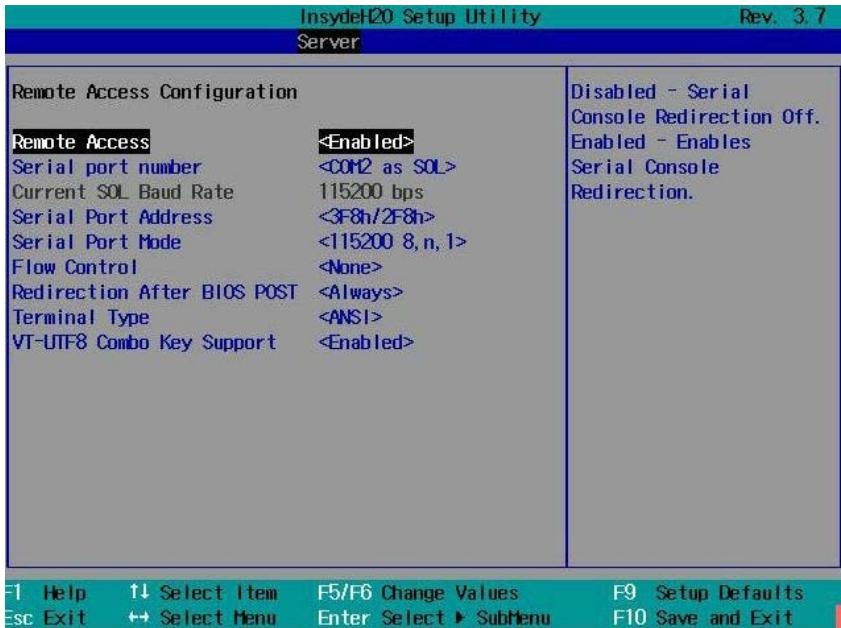 InsydeH2O Setup Utility Rev. 3.7
Server
Remote Access Configuration
Remote Access <Enabled>
Serial port number <COM2 as SOL>
Current SOL Baud Rate 115200 bps
Serial Port Address <3F8h/2F8h>
Serial Port Mode <115200 8,n,1>
Flow Control <None>
Redirection After BIOS POST <Always>
Terminal Type <ANSI>
VT-UTF8 Combo Key Support <Enabled>
Disabled - Serial
Console Redirection Off.
Enabled - Enables
Serial Console
Redirection.
F1 Help ↑↓ Select Item F5/F6 Change Values F9 Setup Defaults
Esc Exit ↔ Select Menu Enter Select ▶ SubMenu F10 Save and Exit